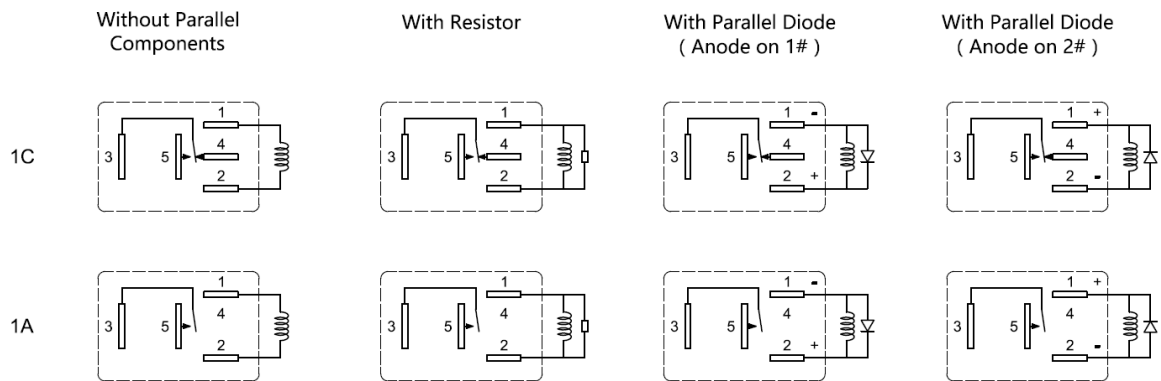 Without Parallel
Components
With Resistor
With Parallel Diode
( Anode on 1# )
With Parallel Diode
( Anode on 2# )
1C
3 5 1 4 2
3 5 1 4 2
3 5 1 - 4 2 +
3 5 1 + 4 2 -
1A
3 5 1 4 2
3 5 1 4 2
3 5 1 - 4 2 +
3 5 1 + 4 2 -